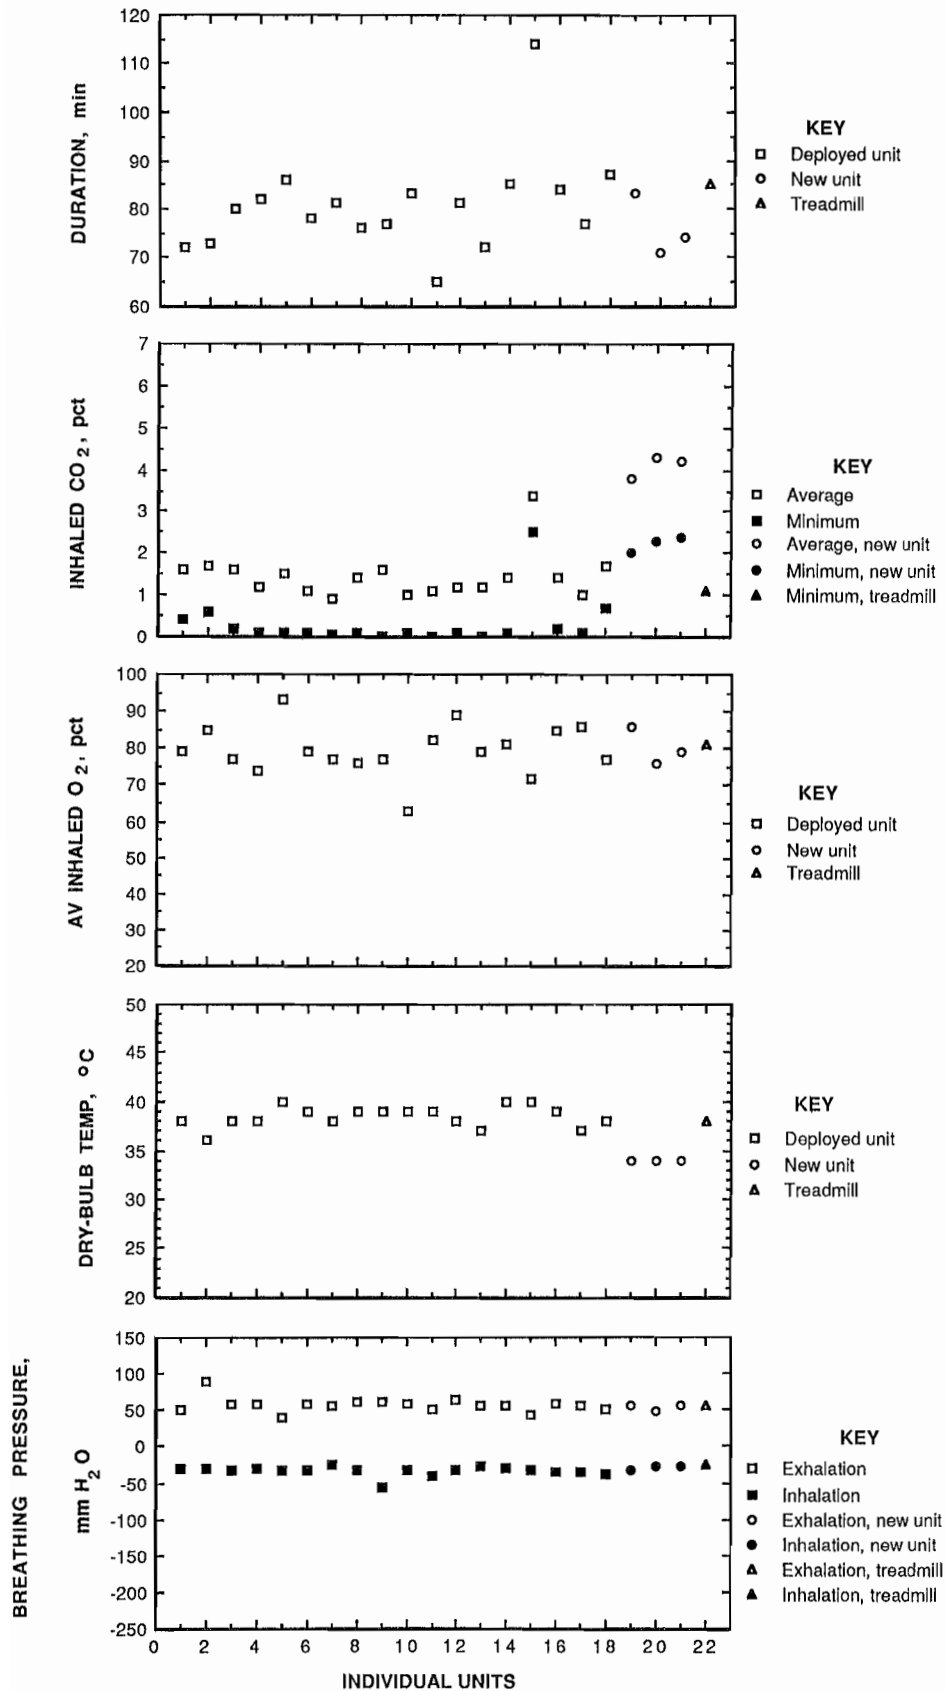 120
110
100
90
80
70
60
DURATION, min
KEY
Deployed unit
New unit
Treadmill
7
6
5
4
3
2
1
0
INHALED CO2, pct
KEY
Average
Minimum
Average, new unit
Minimum, new unit
Minimum, treadmill
100
90
80
70
60
50
40
30
20
AV INHALED O2, pct
KEY
Deployed unit
New unit
Treadmill
50
45
40
35
30
25
20
DRY-BULB TEMP, °C
KEY
Deployed unit
New unit
Treadmill
150
100
50
0
-50
-100
-150
-200
-250
BREATHING PRESSURE,
mm H2O
KEY
Exhalation
Inhalation
Exhalation, new unit
Inhalation, new unit
Exhalation, treadmill
Inhalation, treadmill
0 2 4 6 8 10 12 14 16 18 20 22
INDIVIDUAL UNITS